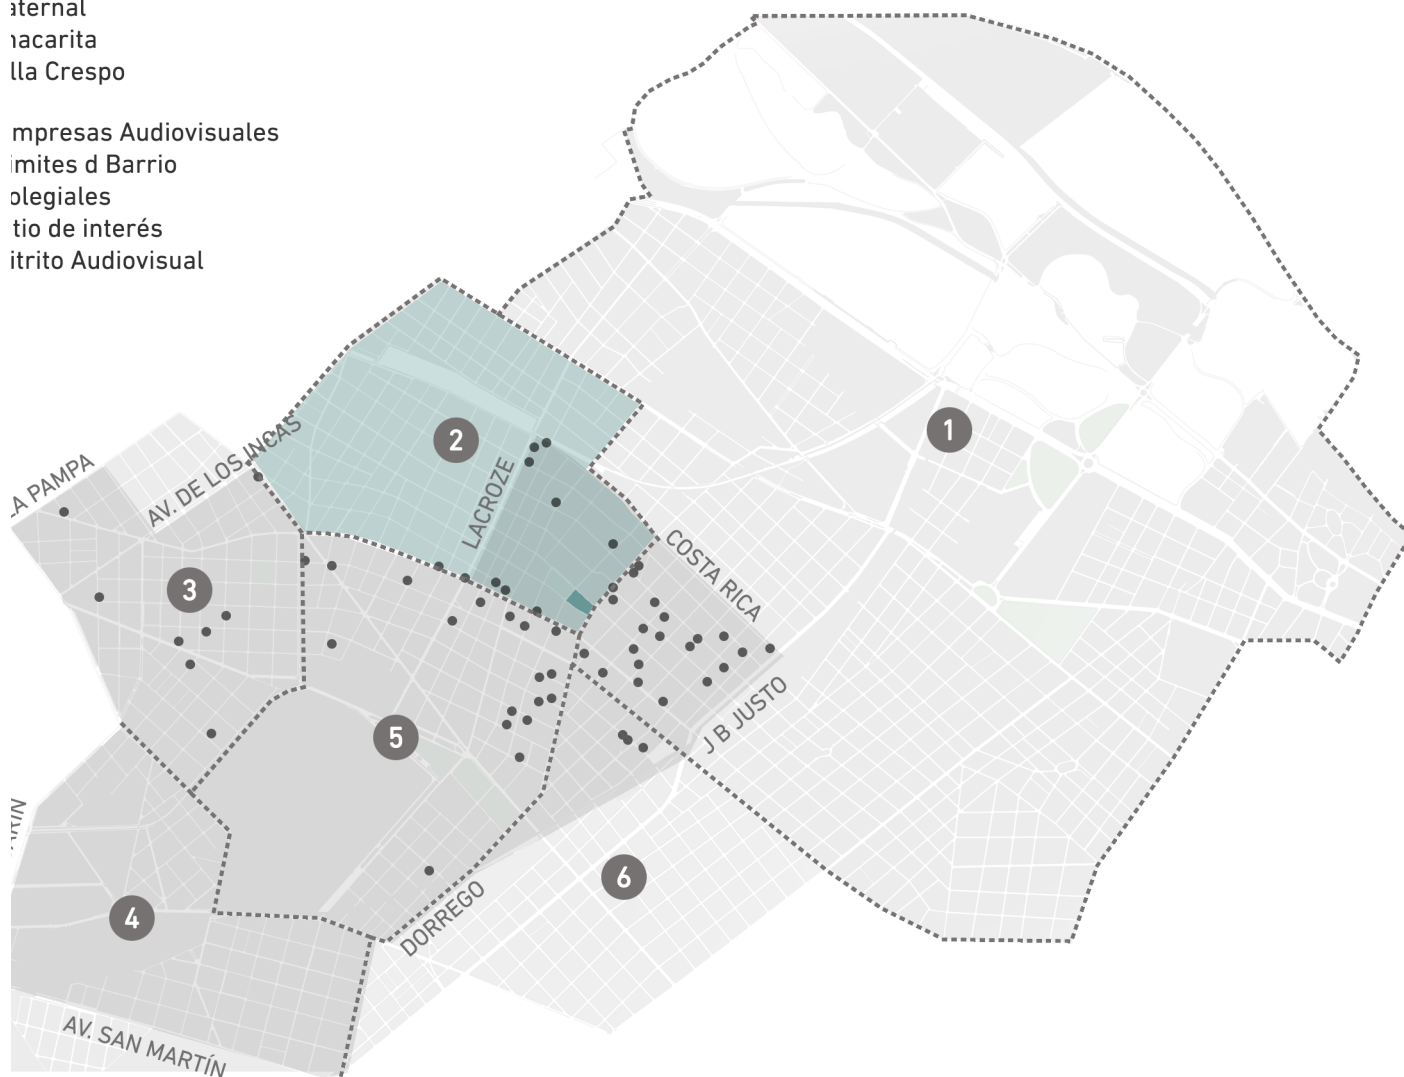 aternal
nacarita
lla Crespo
mpresas Audiovisuales
imites d Barrio
olegiales
tio de interés
itrito Audiovisual
1
2
LACROZE
AV. DE LOS INCAS
LA PAMPA
COSTA RICA
3
J B JUSTO
5
6
4
DORREGO
AV. SAN MARTÍN